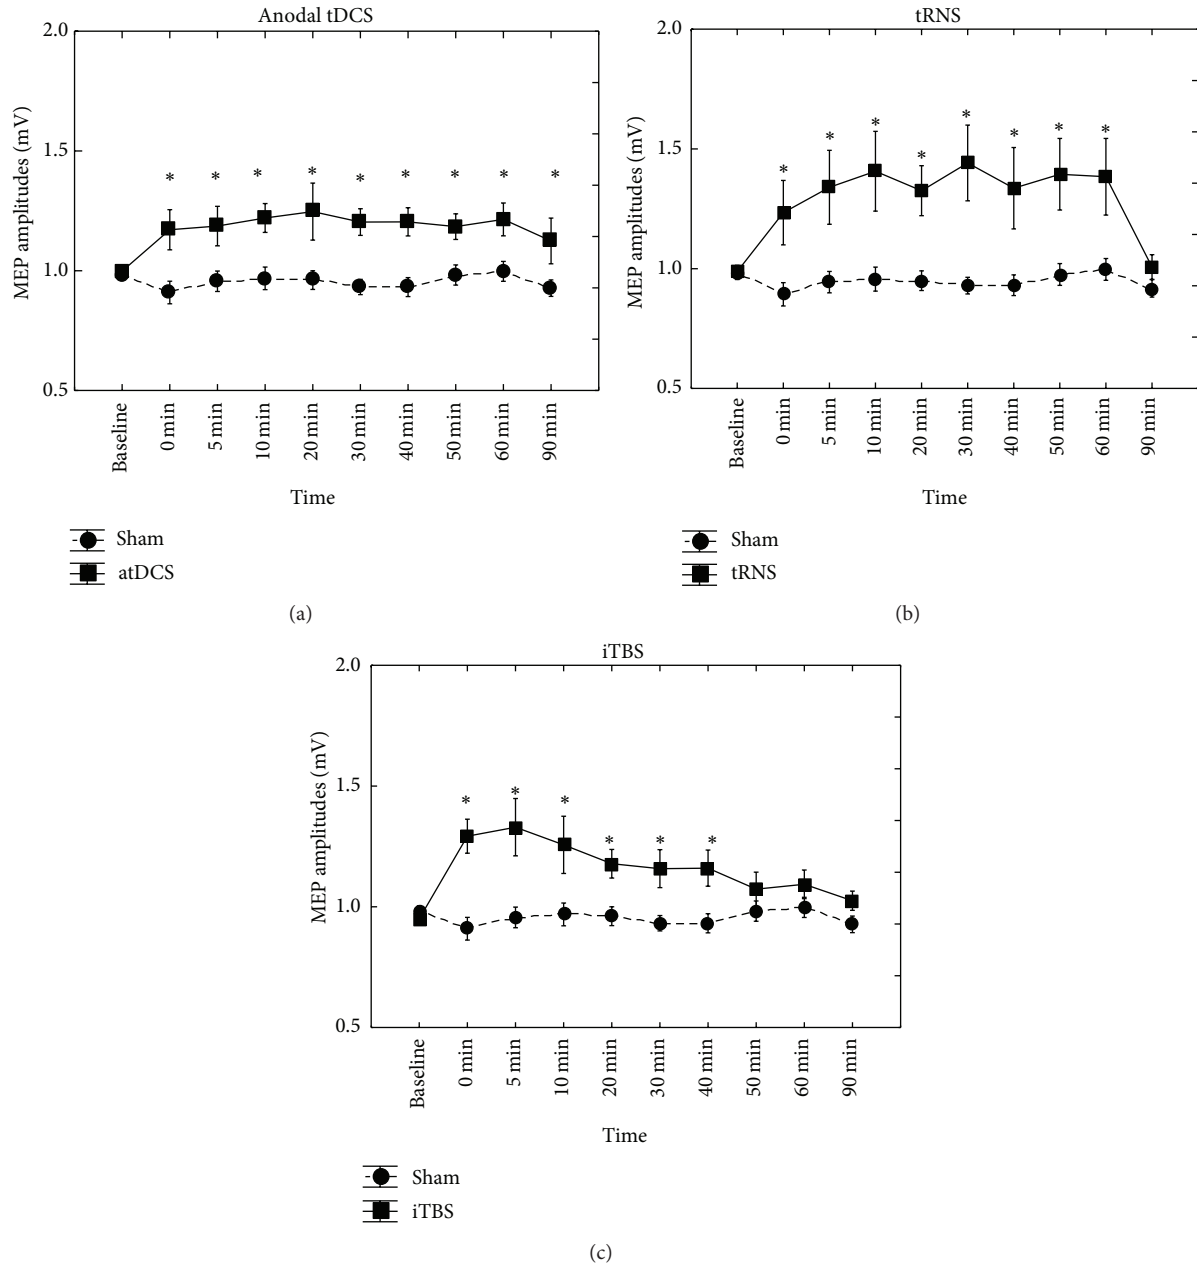 Anodal tDCS
2.0
1.5
1.0
0.5
MEP amplitudes (mV)
* * * * * * * * *
Baseline
0 min
5 min
10 min
20 min
30 min
40 min
50 min
60 min
90 min
Time
Sham
atDCS
(a)
tRNS
2.0
1.5
1.0
0.5
MEP amplitudes (mV)
* * * * * * * *
Baseline
0 min
5 min
10 min
20 min
30 min
40 min
50 min
60 min
90 min
Time
Sham
tRNS
(b)
iTBS
2.0
1.5
1.0
0.5
MEP amplitudes (mV)
* * * * * *
Baseline
0 min
5 min
10 min
20 min
30 min
40 min
50 min
60 min
90 min
Time
Sham
iTBS
(c)